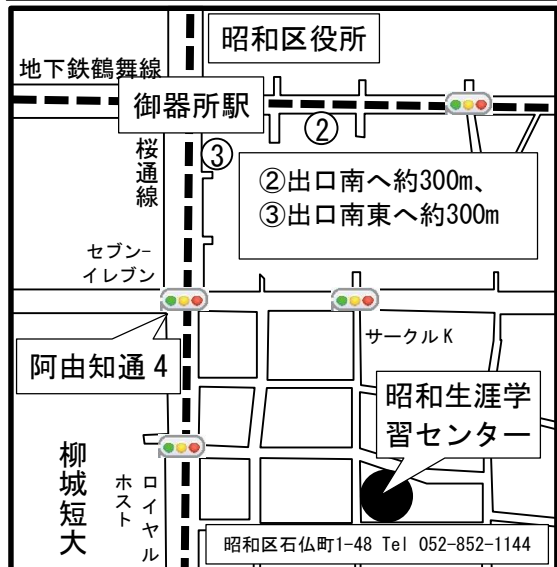 昭和区役所
地下鉄鶴舞線
御器所駅
②
③
桜通線
②出口南へ約300m、
③出口南東へ約300m
セブン-
イレブン
サークルK
阿由知通4
昭和生涯学
習センター
柳城短大
ロイヤル
ホスト
昭和区石仏町1-48 Tel 052-852-1144